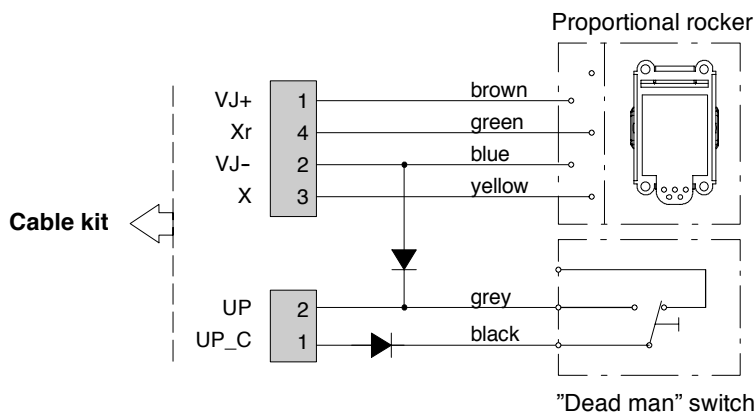 Proportional rocker
VJ+ 1 brown
Xr 4 green
VJ- 2 blue
X 3 yellow
Cable kit
UP 2 grey
UP_C 1 black
”Dead man” switch